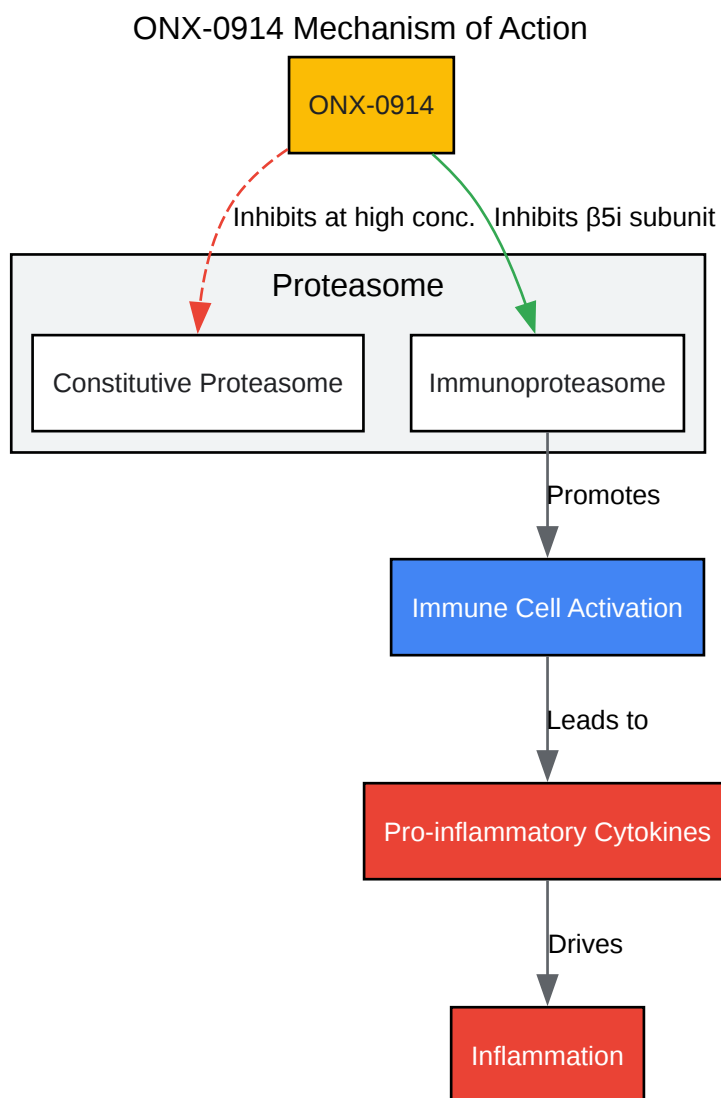 ONX-0914 Mechanism of Action
ONX-0914
Inhibits at high conc.
Inhibits β5i subunit
Proteasome
Constitutive Proteasome
Immunoproteasome
Promotes
Immune Cell Activation
Leads to
Pro-inflammatory Cytokines
Drives
Inflammation